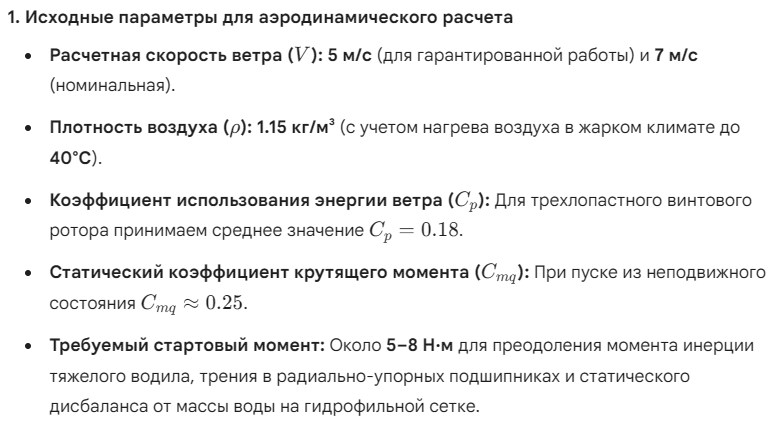 1. Исходные параметры для аэродинамического расчета
• Расчетная скорость ветра (V): 5 м/с (для гарантированной работы) и 7 м/с
(номинальная).
• Плотность воздуха (ρ): 1.15 кг/м³ (с учетом нагрева воздуха в жарком климате до
40°C).
• Коэффициент использования энергии ветра (Cₚ): Для трехлопастного винтового
ротора принимаем среднее значение Cₚ = 0.18.
• Статический коэффициент крутящего момента (C_{mq}): При пуске из неподвижного
состояния C_{mq} ≈ 0.25.
• Требуемый стартовый момент: Около 5–8 Н·м для преодоления момента инерции
тяжелого водила, трения в радиально-упорных подшипниках и статического
дисбаланса от массы воды на гидрофильной сетке.